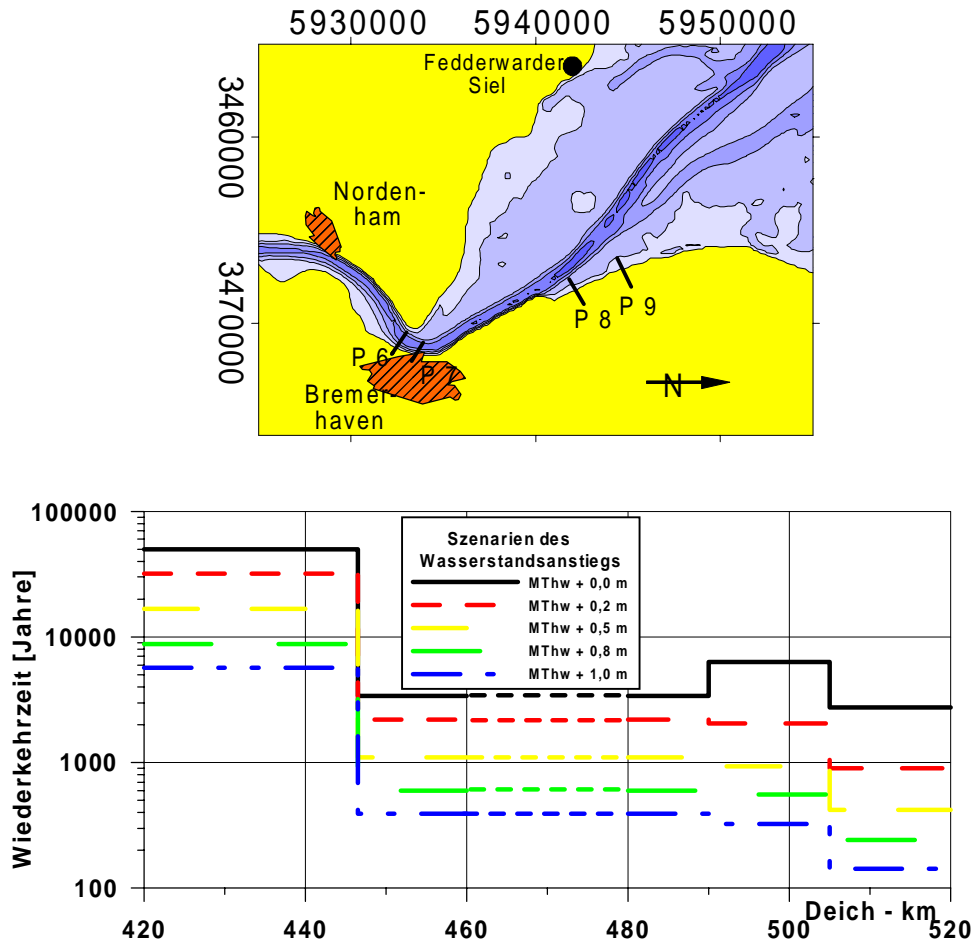 5930000 5940000 5950000
Fedderwarder
Siel
3460000
Norden-
ham
3470000
P 8 P 9
P 6
P 7
Bremer-
haven
N
100000
10000
1000
100
Wiederkehrzeit [Jahre]
Szenarien des
Wasserstandsanstiegs
MThw + 0,0 m
MThw + 0,2 m
MThw + 0,5 m
MThw + 0,8 m
MThw + 1,0 m
Deich - km
420 440 460 480 500 520